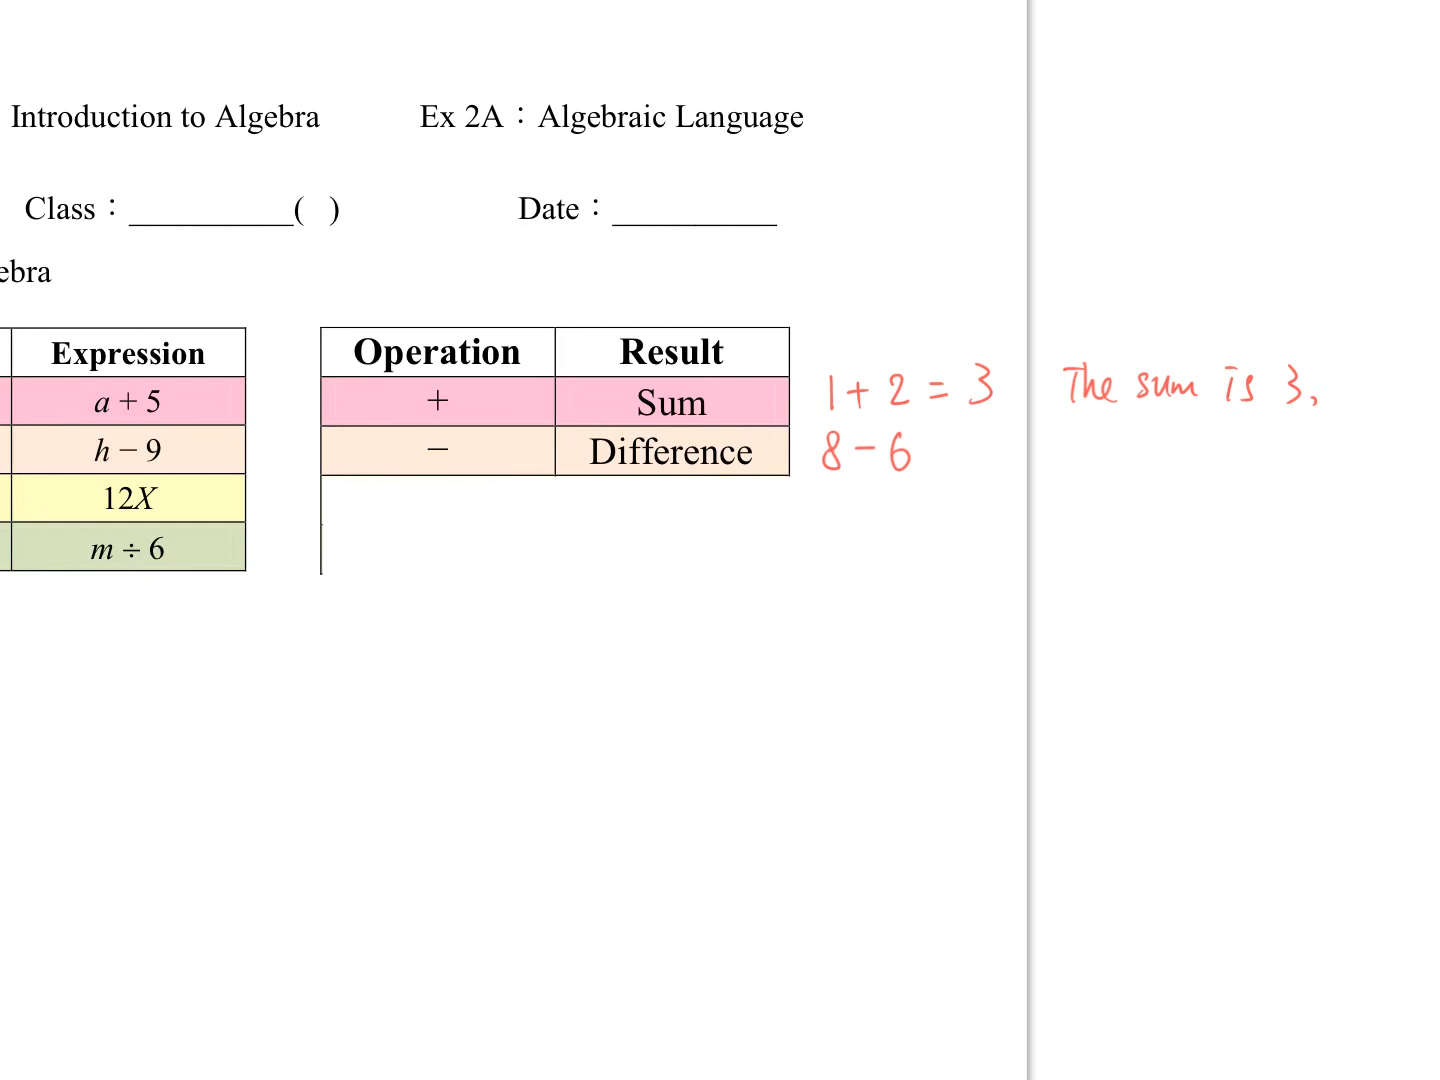 Introduction to Algebra Ex 2A：Algebraic Language
Class：__________( ) Date：__________
ebra
Expression
a + 5
h − 9
12X
m ÷ 6
Operation Result
+ Sum 1 + 2 = 3 The sum is 3,
− Difference 8 − 6